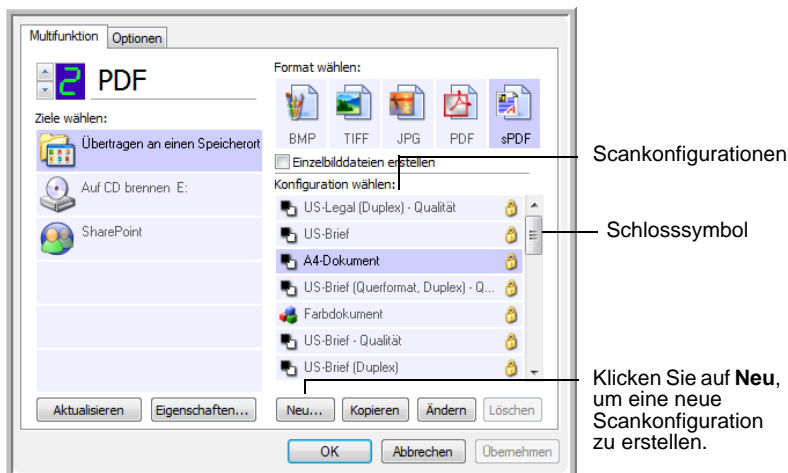 Multifunktion Optionen
2 PDF
Ziele wählen:
Übertragen an einen Speicherort
Auf CD brennen E:
SharePoint
Aktualisieren Eigenschaften...
Format wählen:
BMP TIFF JPG PDF sPDF
Einzelbilddateien erstellen
Konfiguration wählen:
US-Legal (Duplex) - Qualität
US-Brief
A4-Dokument
US-Brief (Querformat, Duplex) - Q...
Farbdokument
US-Brief - Qualität
US-Brief (Duplex)
Neu... Kopieren Ändern Löschen
OK Abbrechen Übernehmen
Scankonfigurationen
Schlosssymbol
Klicken Sie auf Neu,
um eine neue
Scankonfiguration
zu erstellen.